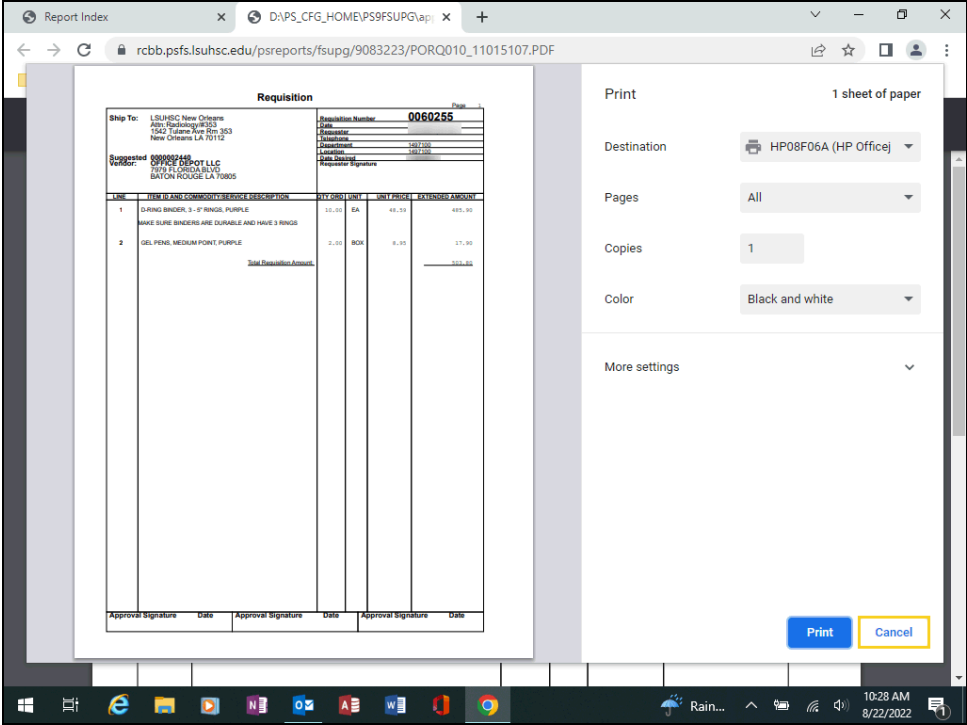 Report Index
D:\PS_CFG_HOME\PS9FSUPG\ap
rcbb.psfs.lsuhsc.edu/psreports/fsupg/9083223/PORQ010_11015107.PDF
Requisition
Page
Ship To: LSUHSC New Orleans
Attn: Radiology/#353
1542 Tulane Ave Rm 353
New Orleans LA 70112
Requisition Number 0060255
Date
Requester
Telephone
Department 1497100
Location 1497100
Date Desired
Requester Signature
Suggested 0000002440
Vendor: OFFICE DEPOT LLC
7979 FLORIDA BLVD
BATON ROUGE LA 70805
LINE ITEM ID AND COMMODITY/SERVICE DESCRIPTION QTY ORD UNIT UNIT PRICE EXTENDED AMOUNT
1 D-RING BINDER, 3 - 5" RINGS, PURPLE 10.00 EA 48.59 485.90
MAKE SURE BINDERS ARE DURABLE AND HAVE 3 RINGS
2 GEL PENS, MEDIUM POINT, PURPLE 2.00 BOX 8.95 17.90
Total Requisition Amount: 503.80
Approval Signature Date Approval Signature Date Approval Signature Date
Print 1 sheet of paper
Destination HP08F06A (HP Officej
Pages All
Copies 1
Color Black and white
More settings
Print Cancel
Rain...
10:28 AM
8/22/2022
1